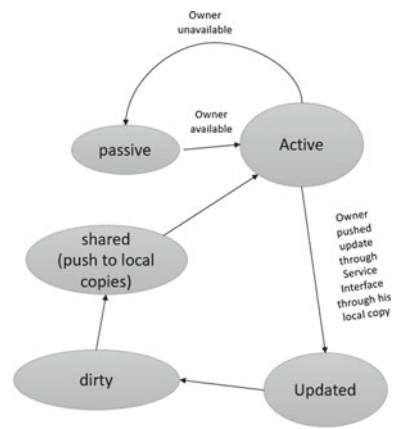 Owner
unavailable
Owner
available
passive
Active
shared
(push to local
copies)
Owner
pushed
update
through
Service
Interface
through his
local copy
dirty
Updated